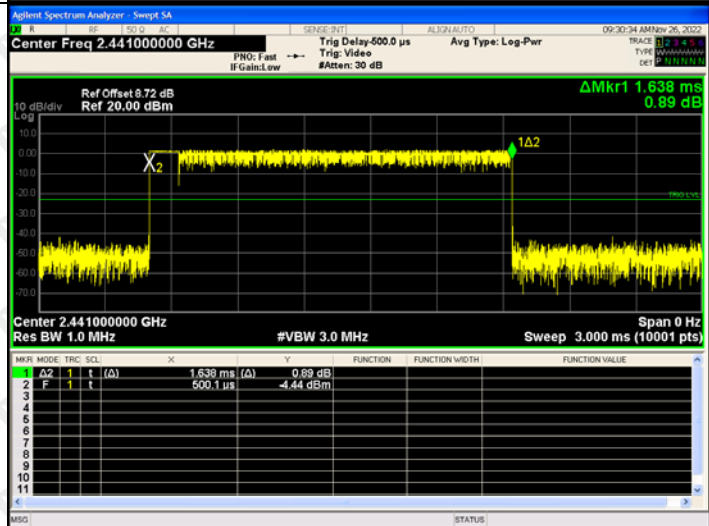 Agilent Spectrum Analyzer - Swept SA
R RF 50 Ω AC SENSE:INT ALIGNAUTO 09:30:34 AM Nov 26, 2022
Center Freq 2.441000000 GHz
PNO: Fast
IFGain:Low
Trig Delay-500.0 µs
Trig: Video
#Atten: 30 dB
Avg Type: Log-Pwr
TRACE 1 2 3 4 5 6
TYPE W
DET P N N N N N
ΔMkr1 1.638 ms
0.89 dB
Ref Offset 8.72 dB
10 dB/div Ref 20.00 dBm
Log
10.0
0.00
-10.0
-20.0
-30.0
-40.0
-50.0
-60.0
-70.0
1Δ2
X2
TRIG LVL
Center 2.441000000 GHz Span 0 Hz
Res BW 1.0 MHz #VBW 3.0 MHz Sweep 3.000 ms (10001 pts)
MKR MODE TRC SCL X Y FUNCTION FUNCTION WIDTH FUNCTION VALUE
1 Δ2 1 t (Δ) 1.638 ms (Δ) 0.89 dB
2 F 1 t 500.1 µs -4.44 dBm
3
4
5
6
7
8
9
10
11
MSG STATUS